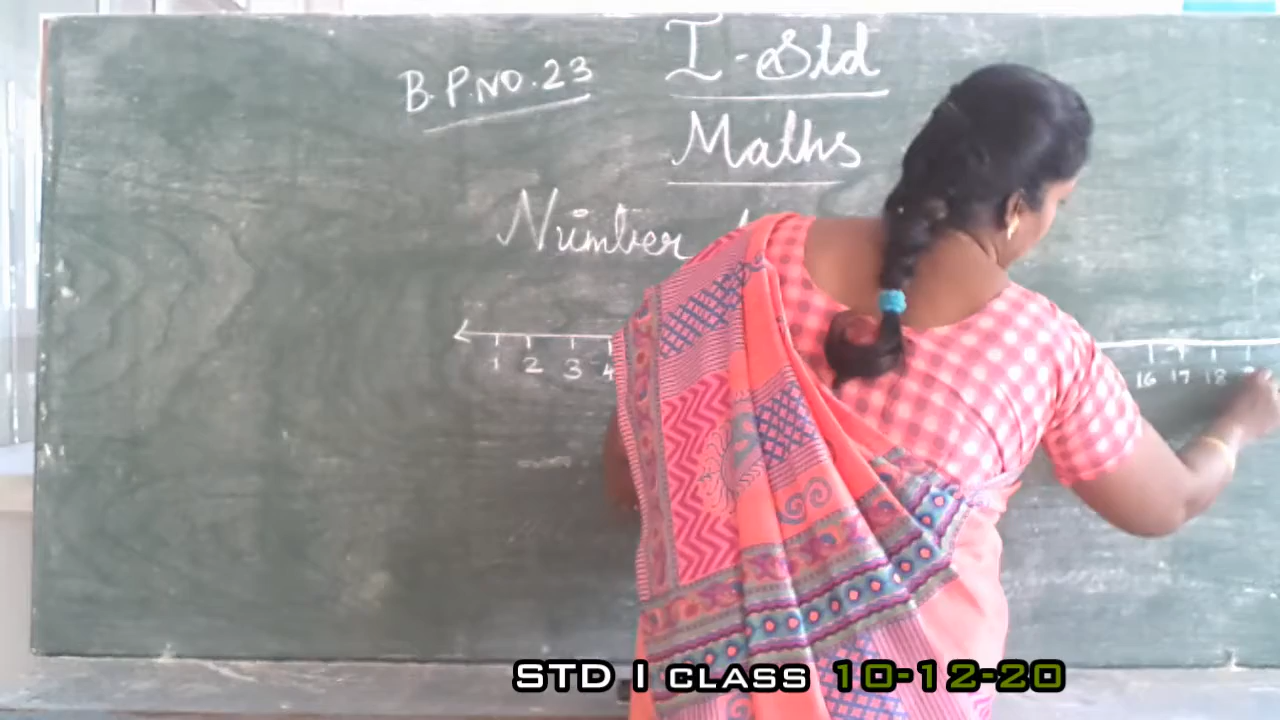 I - Std
B.P.NO.23
Maths
Number
1 2 3 4 16 17 18
STD I CLASS 10-12-20